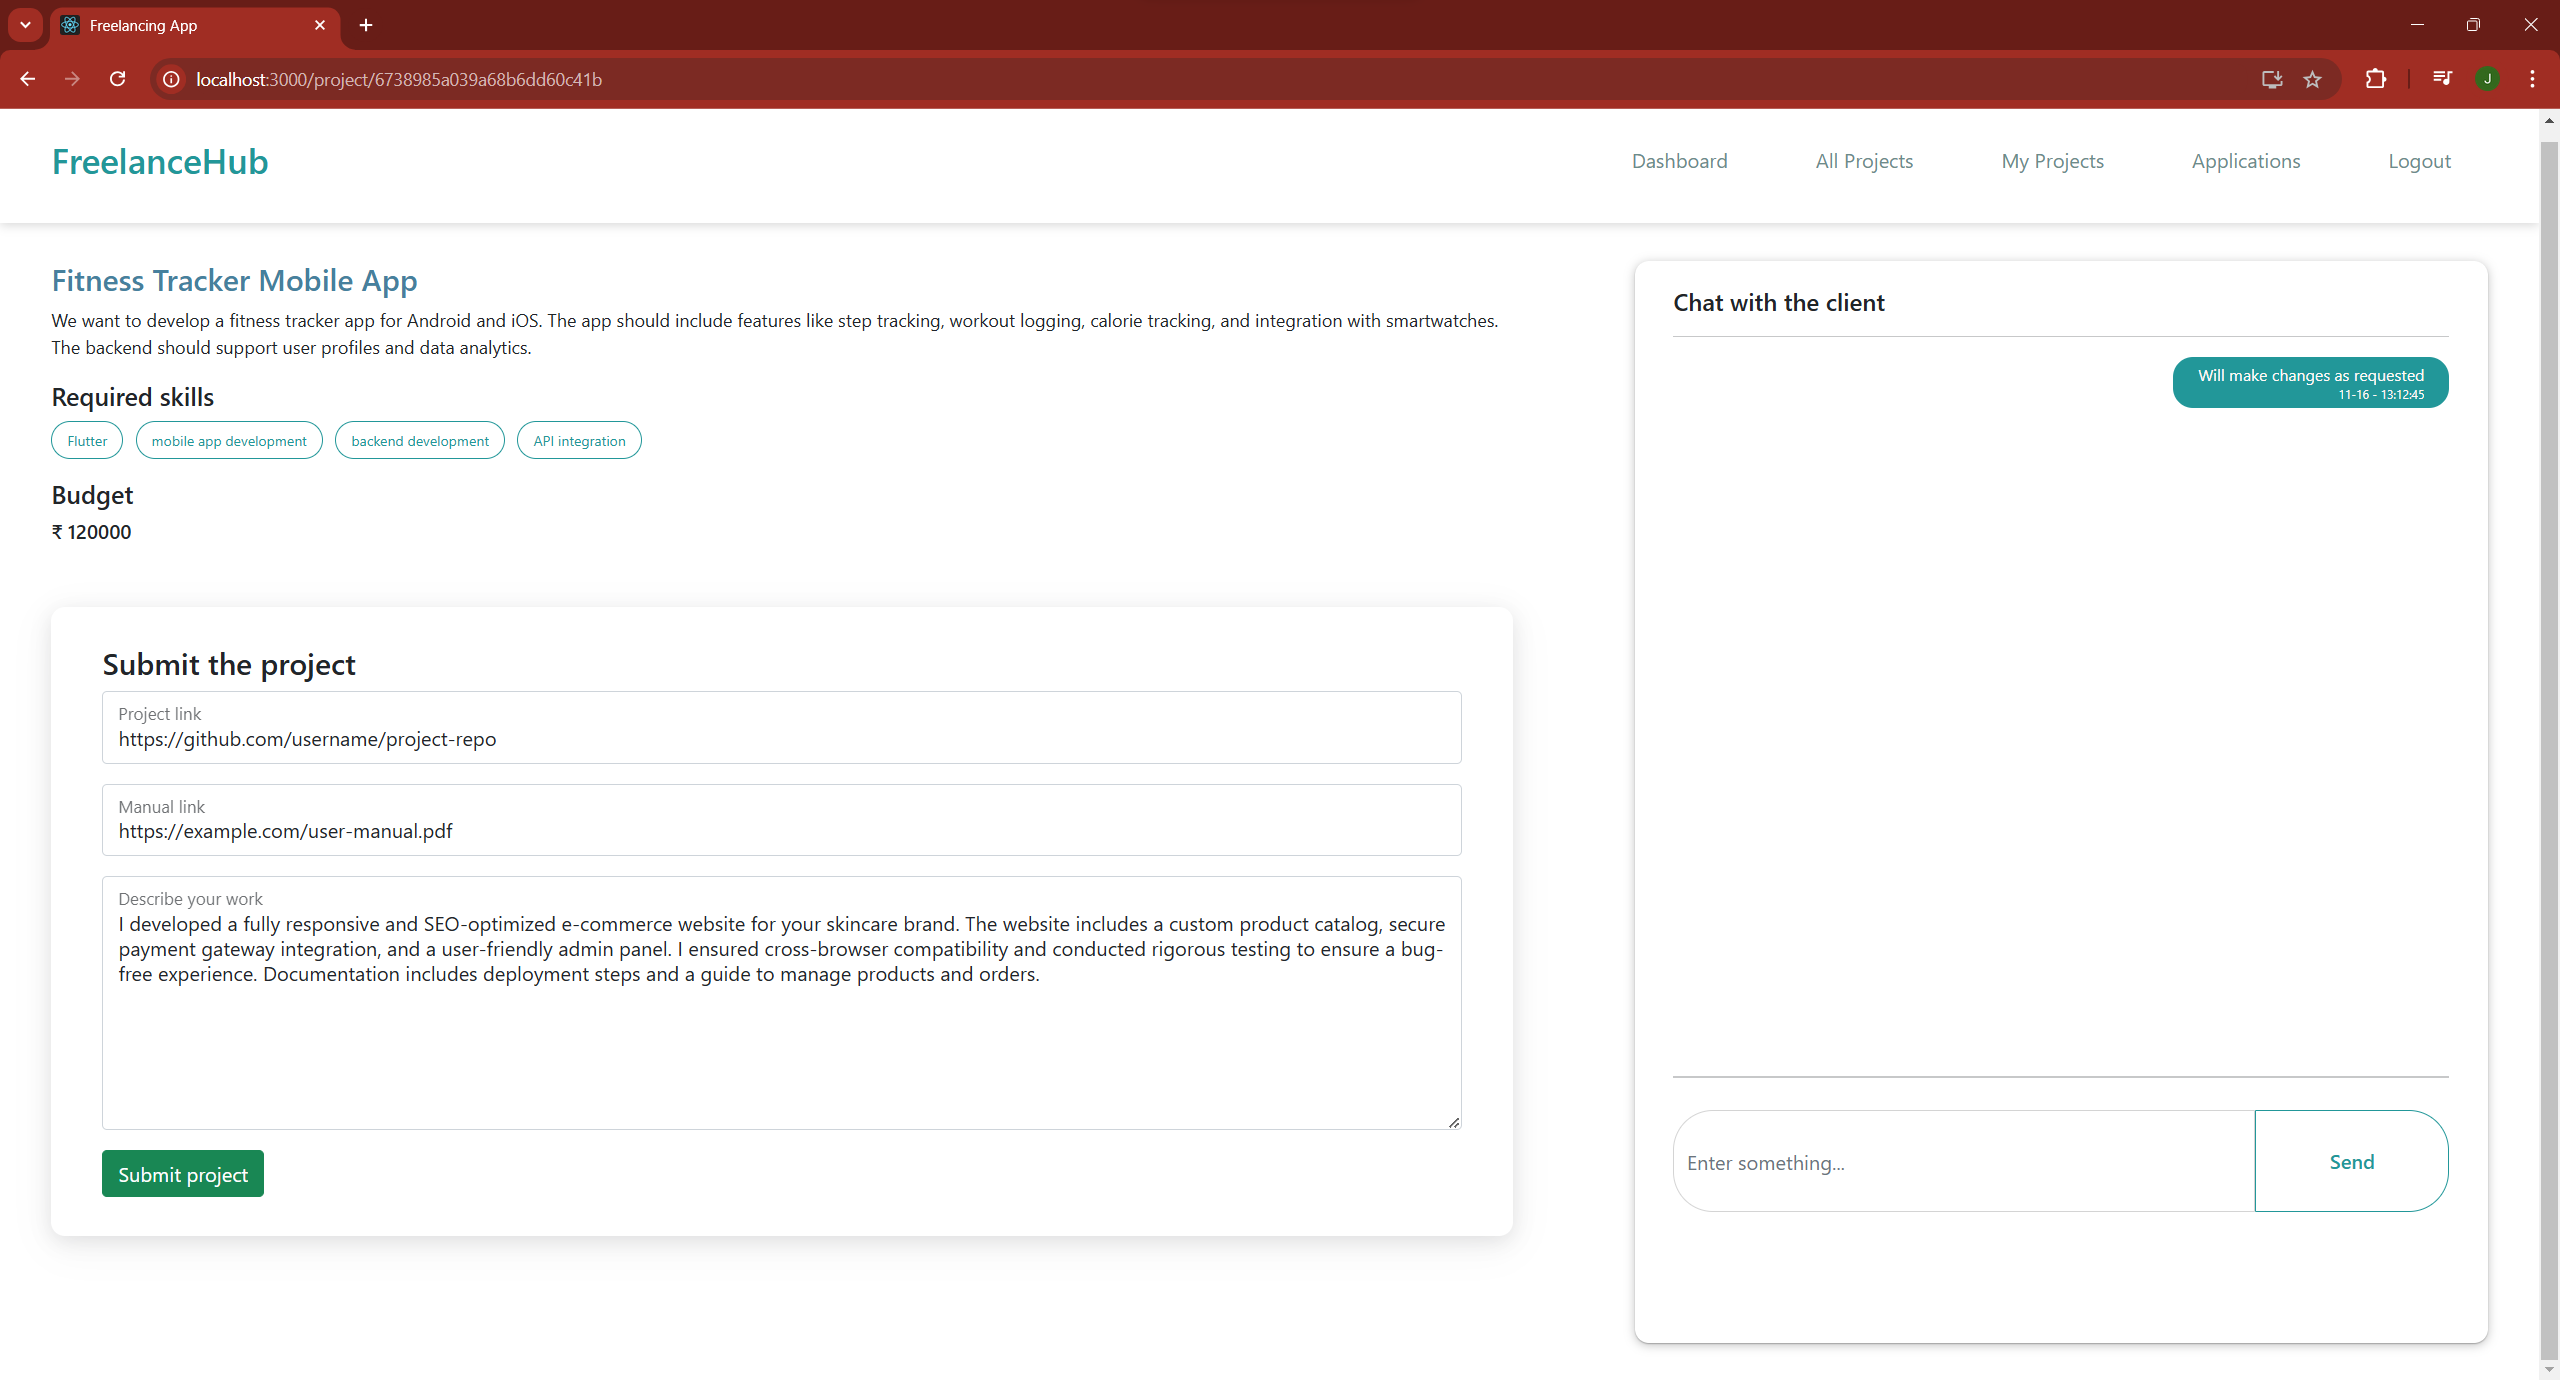 Freelancing App
localhost:3000/project/6738985a039a68b6dd60c41b
J
FreelanceHub
Dashboard
All Projects
My Projects
Applications
Logout
Fitness Tracker Mobile App
We want to develop a fitness tracker app for Android and iOS. The app should include features like step tracking, workout logging, calorie tracking, and integration with smartwatches.
The backend should support user profiles and data analytics.
Required skills
Flutter
mobile app development
backend development
API integration
Budget
₹ 120000
Submit the project
Project link
https://github.com/username/project-repo
Manual link
https://example.com/user-manual.pdf
Describe your work
I developed a fully responsive and SEO-optimized e-commerce website for your skincare brand. The website includes a custom product catalog, secure
payment gateway integration, and a user-friendly admin panel. I ensured cross-browser compatibility and conducted rigorous testing to ensure a bug-
free experience. Documentation includes deployment steps and a guide to manage products and orders.
Submit project
Chat with the client
Will make changes as requested
11-16 - 13:12:45
Enter something...
Send